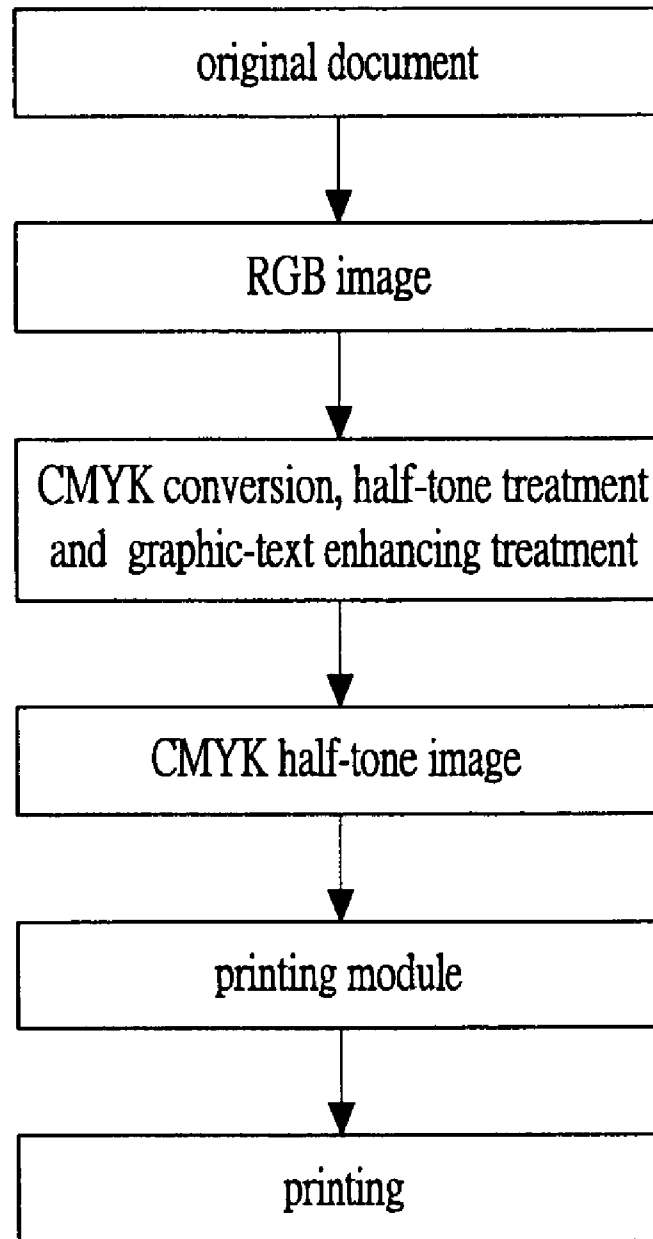 original document
RGB image
CMYK conversion, half-tone treatment
and graphic-text enhancing treatment
CMYK half-tone image
printing module
printing